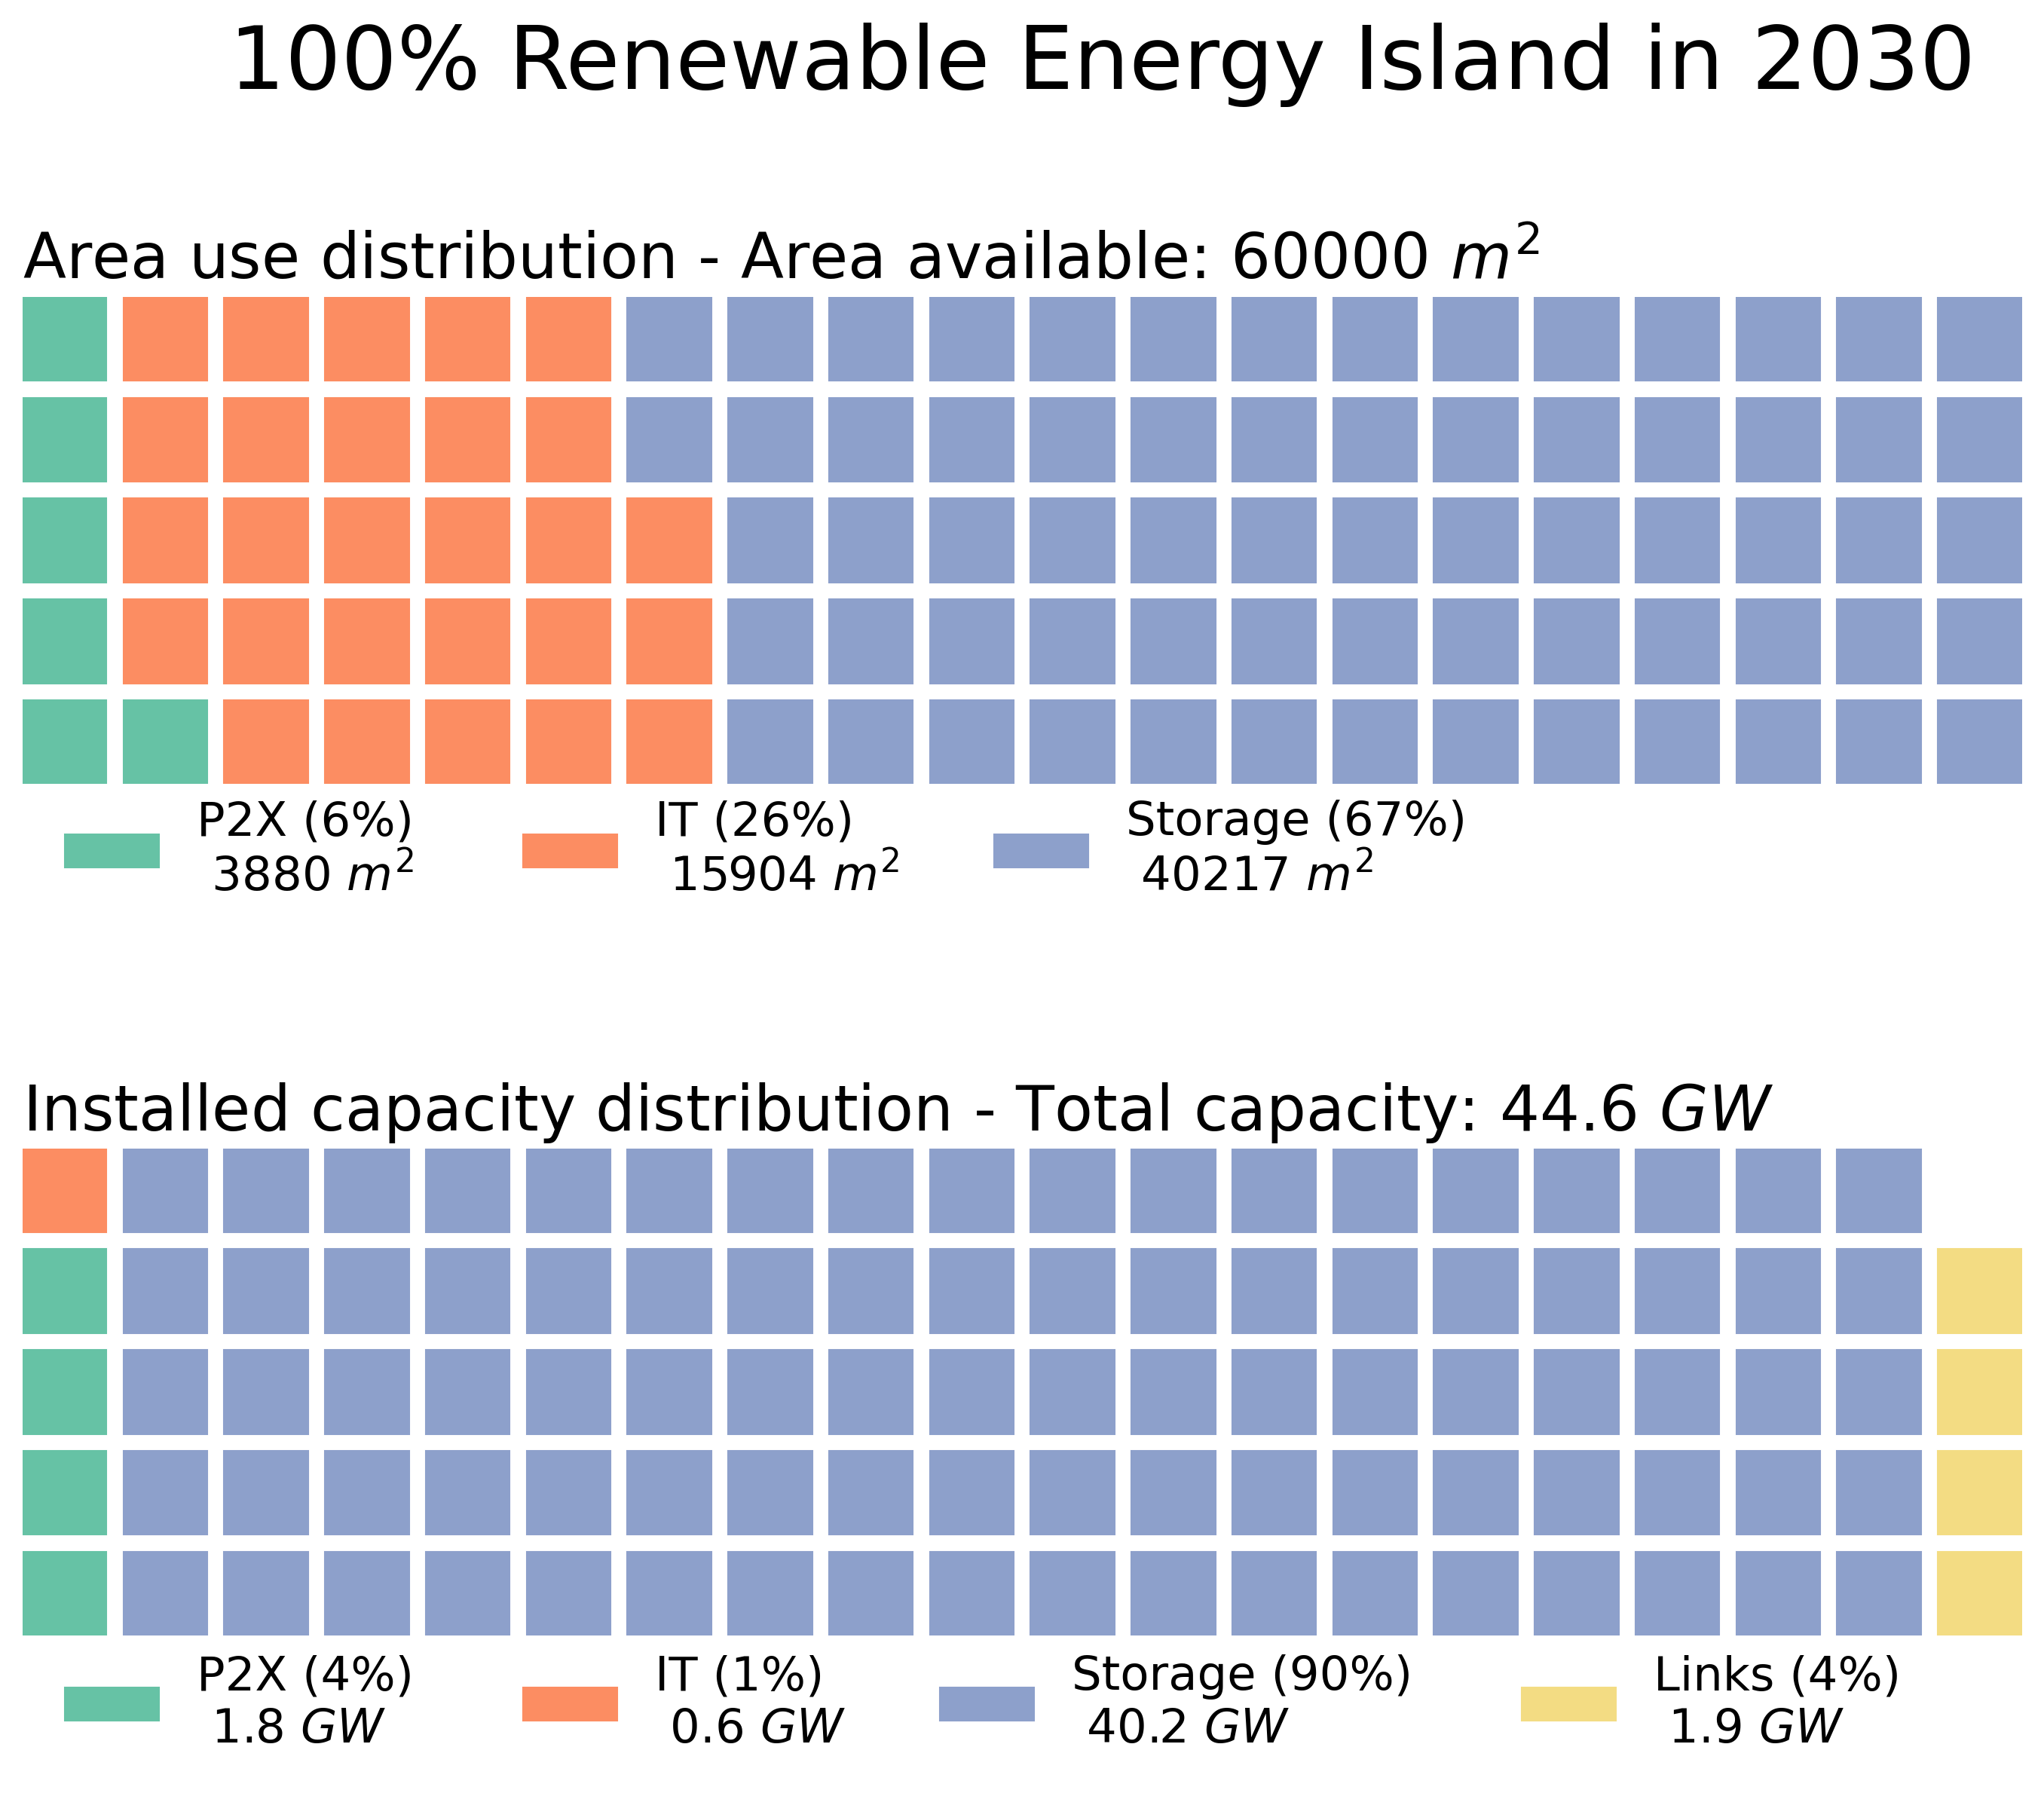 100% Renewable Energy Island in 2030
Area use distribution - Area available: 60000 m²
P2X (6%)
3880 m²
IT (26%)
15904 m²
Storage (67%)
40217 m²
Installed capacity distribution - Total capacity: 44.6 GW
P2X (4%)
1.8 GW
IT (1%)
0.6 GW
Storage (90%)
40.2 GW
Links (4%)
1.9 GW